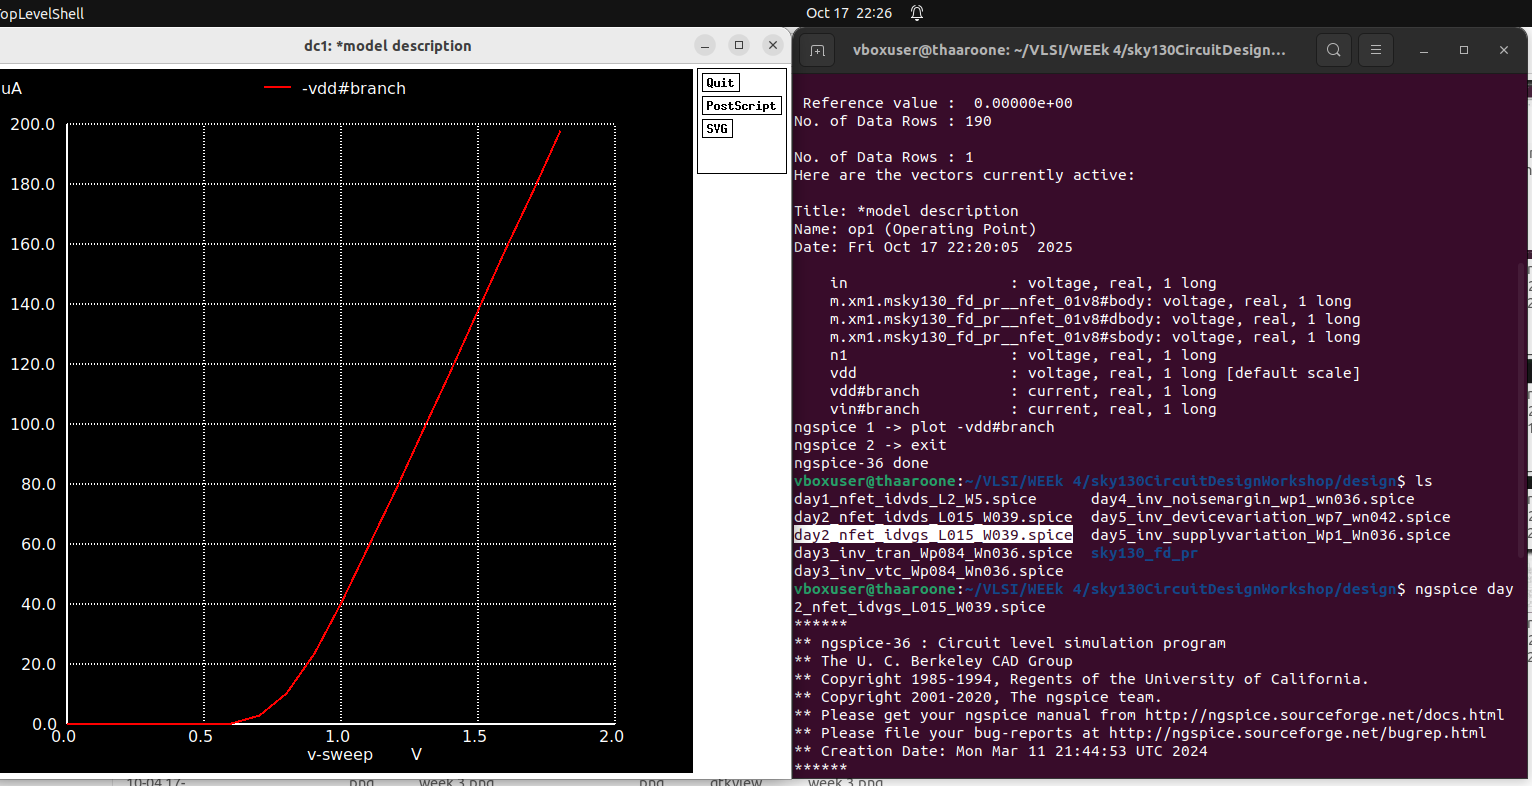 TopLevelShell
Oct 17 22:26
dc1: *model description
uA
-vdd#branch
200.0
180.0
160.0
140.0
120.0
100.0
80.0
60.0
40.0
20.0
0.0
0.0 0.5 1.0 1.5 2.0
v-sweep V
Quit
PostScript
SVG
vboxuser@thaaroone: ~/VLSI/WEEk 4/sky130CircuitDesign...
Reference value : 0.00000e+00
No. of Data Rows : 190
No. of Data Rows : 1
Here are the vectors currently active:
Title: *model description
Name: op1 (Operating Point)
Date: Fri Oct 17 22:20:05 2025
in : voltage, real, 1 long
m.xm1.msky130_fd_pr__nfet_01v8#body: voltage, real, 1 long
m.xm1.msky130_fd_pr__nfet_01v8#dbody: voltage, real, 1 long
m.xm1.msky130_fd_pr__nfet_01v8#sbody: voltage, real, 1 long
n1 : voltage, real, 1 long
vdd : voltage, real, 1 long [default scale]
vdd#branch : current, real, 1 long
vin#branch : current, real, 1 long
ngspice 1 -> plot -vdd#branch
ngspice 2 -> exit
ngspice-36 done
vboxuser@thaaroone:~/VLSI/WEEk 4/sky130CircuitDesignWorkshop/design$ ls
day1_nfet_idvds_L2_W5.spice day4_inv_noisemargin_wp1_wn036.spice
day2_nfet_idvds_L015_W039.spice day5_inv_devicevariation_wp7_wn042.spice
day2_nfet_idvgs_L015_W039.spice day5_inv_supplyvariation_Wp1_Wn036.spice
day3_inv_tran_Wp084_Wn036.spice sky130_fd_pr
day3_inv_vtc_Wp084_Wn036.spice
vboxuser@thaaroone:~/VLSI/WEEk 4/sky130CircuitDesignWorkshop/design$ ngspice day
2_nfet_idvgs_L015_W039.spice
******
** ngspice-36 : Circuit level simulation program
** The U. C. Berkeley CAD Group
** Copyright 1985-1994, Regents of the University of California.
** Copyright 2001-2020, The ngspice team.
** Please get your ngspice manual from http://ngspice.sourceforge.net/docs.html
** Please file your bug-reports at http://ngspice.sourceforge.net/bugrep.html
** Creation Date: Mon Mar 11 21:44:53 UTC 2024
******